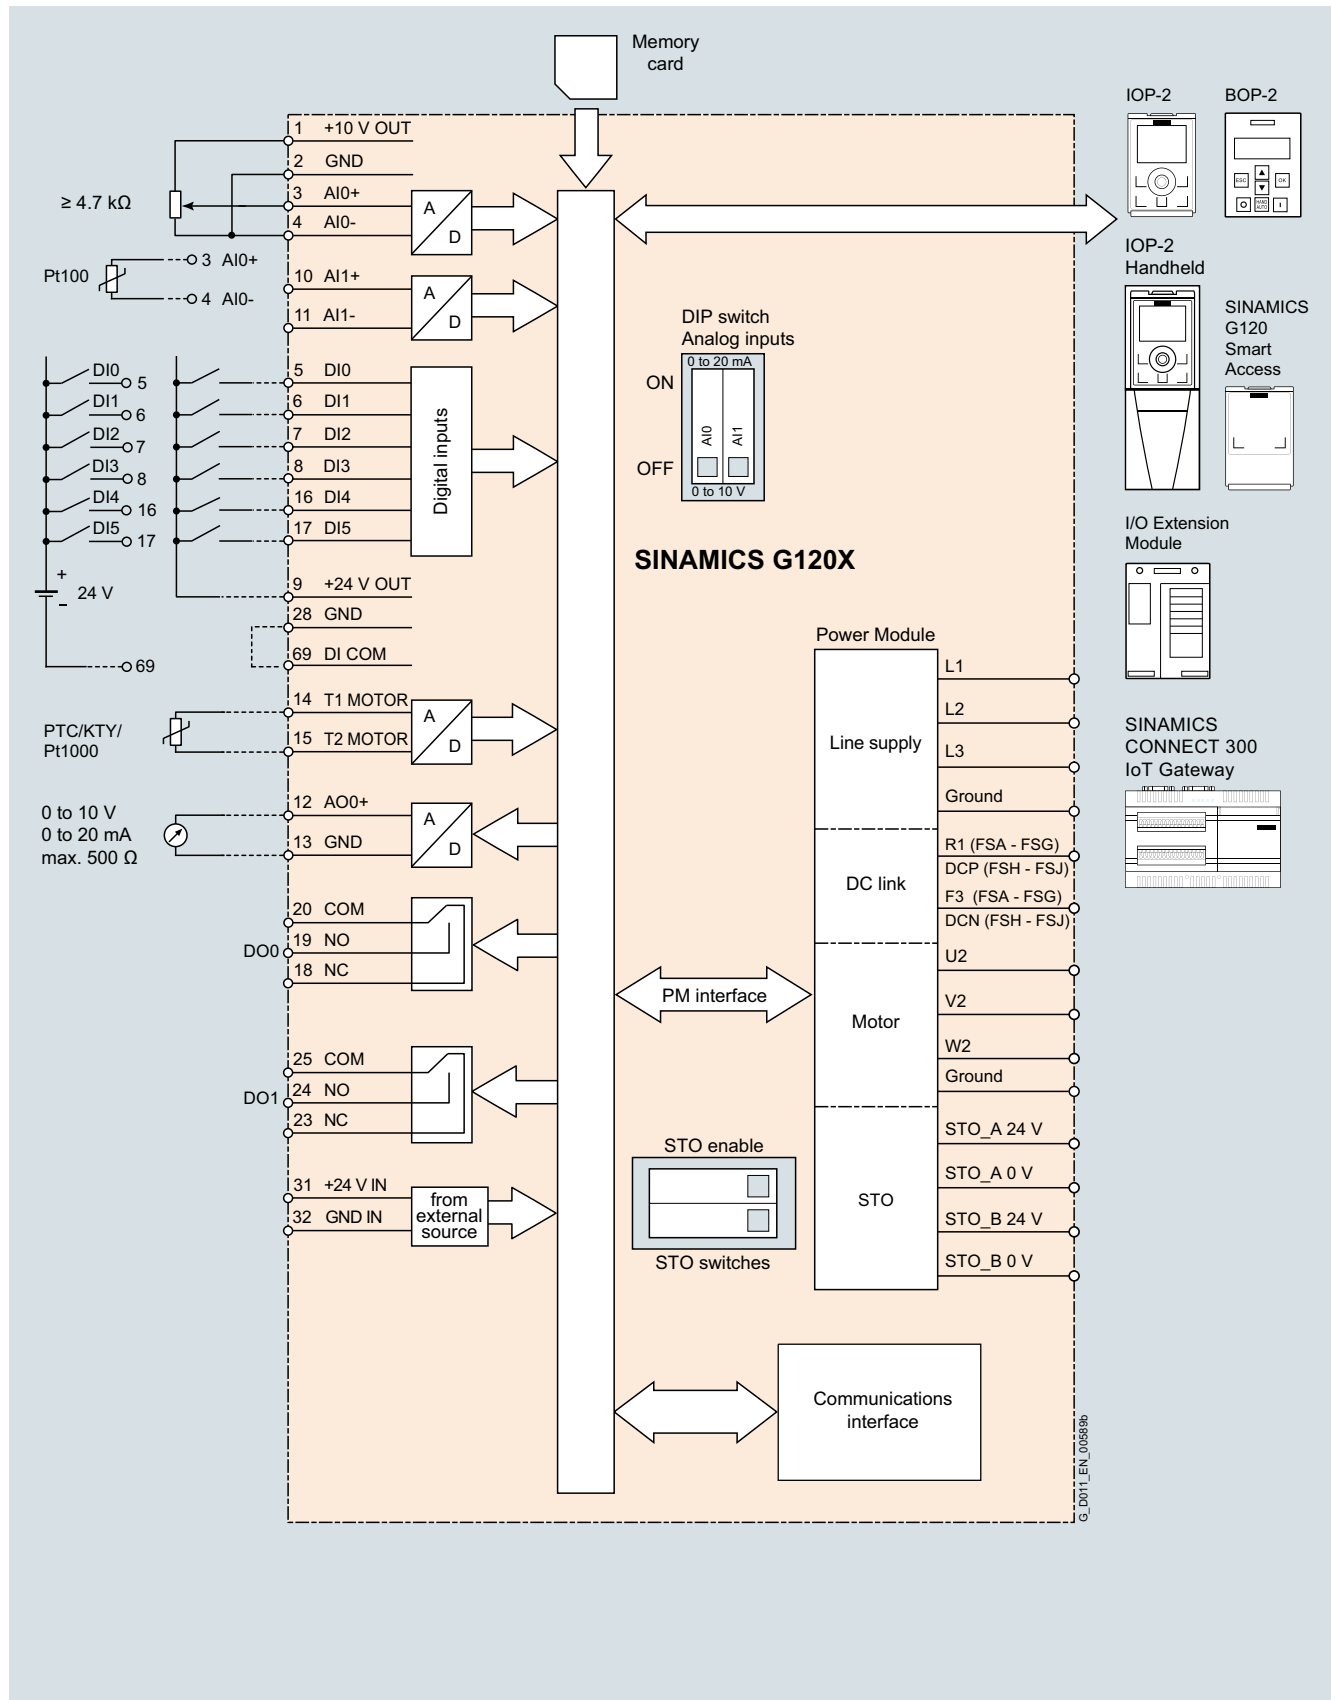 Memory
card
IOP-2
BOP-2
1 +10 V OUT
2 GND
3 AI0+
4 AI0-
≥ 4.7 kΩ
A
D
ESC
OK
HAND
AUTO
I
Pt100
3 AI0+
4 AI0-
10 AI1+
11 AI1-
A
D
IOP-2
Handheld
SINAMICS
G120
Smart
Access
DIP switch
Analog inputs
0 to 20 mA
ON
AI0
AI1
OFF
0 to 10 V
DI0
5
DI1
6
DI2
7
DI3
8
DI4
16
DI5
17
5 DI0
6 DI1
7 DI2
8 DI3
16 DI4
17 DI5
Digital inputs
I/O Extension
Module
SINAMICS G120X
+
24 V
–
69
9 +24 V OUT
28 GND
69 DI COM
14 T1 MOTOR
15 T2 MOTOR
A
D
PTC/KTY/
Pt1000
0 to 10 V
0 to 20 mA
max. 500 Ω
12 AO0+
13 GND
A
D
20 COM
19 NO
18 NC
DO0
25 COM
24 NO
23 NC
DO1
31 +24 V IN
32 GND IN
from
external
source
PM interface
Power Module
Line supply
L1
L2
L3
Ground
DC link
R1 (FSA - FSG)
DCP (FSH - FSJ)
F3 (FSA - FSG)
DCN (FSH - FSJ)
Motor
U2
V2
W2
Ground
STO
STO_A 24 V
STO_A 0 V
STO_B 24 V
STO_B 0 V
SINAMICS
CONNECT 300
IoT Gateway
STO enable
STO switches
Communications
interface
G_D011_EN_00589b